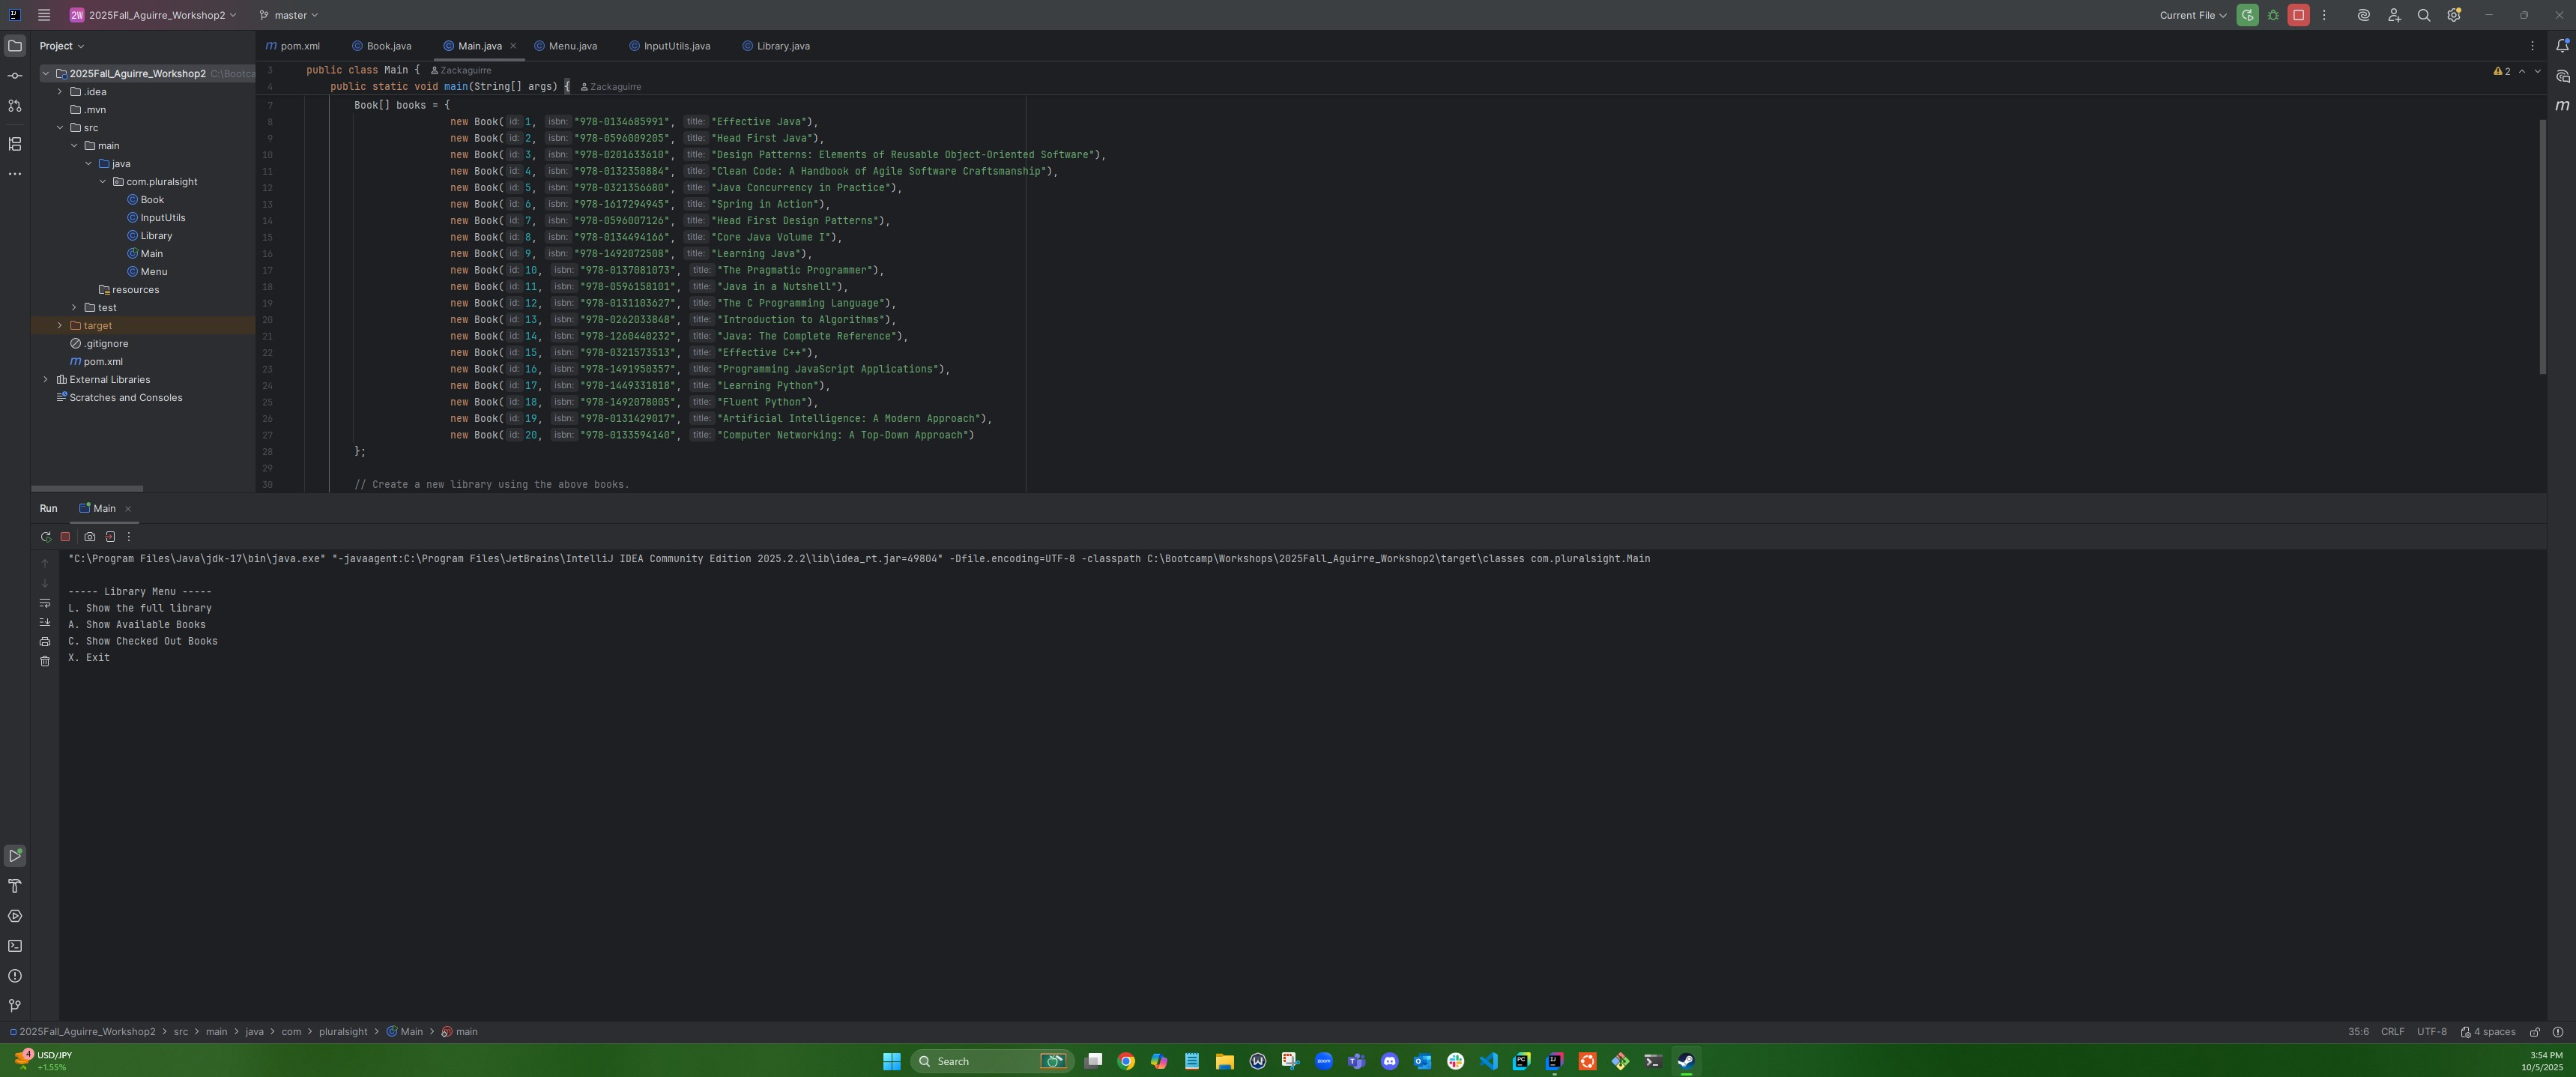 2W 2025Fall_Aguirre_Workshop2 master Current File
Project
pom.xml Book.java Main.java Menu.java InputUtils.java Library.java
2025Fall_Aguirre_Workshop2 C:\Bootca
.idea
.mvn
src
main
java
com.pluralsight
Book
InputUtils
Library
Main
Menu
resources
test
target
.gitignore
pom.xml
External Libraries
Scratches and Consoles
2
3 public class Main { Zackaguirre
4 public static void main(String[] args) { Zackaguirre
7 Book[] books = {
8 new Book( id: 1, isbn: "978-0134685991", title: "Effective Java"),
9 new Book( id: 2, isbn: "978-0596009205", title: "Head First Java"),
10 new Book( id: 3, isbn: "978-0201633610", title: "Design Patterns: Elements of Reusable Object-Oriented Software"),
11 new Book( id: 4, isbn: "978-0132350884", title: "Clean Code: A Handbook of Agile Software Craftsmanship"),
12 new Book( id: 5, isbn: "978-0321356680", title: "Java Concurrency in Practice"),
13 new Book( id: 6, isbn: "978-1617294945", title: "Spring in Action"),
14 new Book( id: 7, isbn: "978-0596007126", title: "Head First Design Patterns"),
15 new Book( id: 8, isbn: "978-0134494166", title: "Core Java Volume I"),
16 new Book( id: 9, isbn: "978-1492072508", title: "Learning Java"),
17 new Book( id: 10, isbn: "978-0137081073", title: "The Pragmatic Programmer"),
18 new Book( id: 11, isbn: "978-0596158101", title: "Java in a Nutshell"),
19 new Book( id: 12, isbn: "978-0131103627", title: "The C Programming Language"),
20 new Book( id: 13, isbn: "978-0262033848", title: "Introduction to Algorithms"),
21 new Book( id: 14, isbn: "978-1260440232", title: "Java: The Complete Reference"),
22 new Book( id: 15, isbn: "978-0321573513", title: "Effective C++"),
23 new Book( id: 16, isbn: "978-1491950357", title: "Programming JavaScript Applications"),
24 new Book( id: 17, isbn: "978-1449331818", title: "Learning Python"),
25 new Book( id: 18, isbn: "978-1492078005", title: "Fluent Python"),
26 new Book( id: 19, isbn: "978-0131429017", title: "Artificial Intelligence: A Modern Approach"),
27 new Book( id: 20, isbn: "978-0133594140", title: "Computer Networking: A Top-Down Approach")
28 };
29
30 // Create a new library using the above books.
Run Main
"C:\Program Files\Java\jdk-17\bin\java.exe" "-javaagent:C:\Program Files\JetBrains\IntelliJ IDEA Community Edition 2025.2.2\lib\idea_rt.jar=49804" -Dfile.encoding=UTF-8 -classpath C:\Bootcamp\Workshops\2025Fall_Aguirre_Workshop2\target\classes com.pluralsight.Main
----- Library Menu -----
L. Show the full library
A. Show Available Books
C. Show Checked Out Books
X. Exit
2025Fall_Aguirre_Workshop2 > src > main > java > com > pluralsight > Main > main 35:6 CRLF UTF-8 4 spaces
4 USD/JPY
+1.55%
Search
3:54 PM
10/5/2025